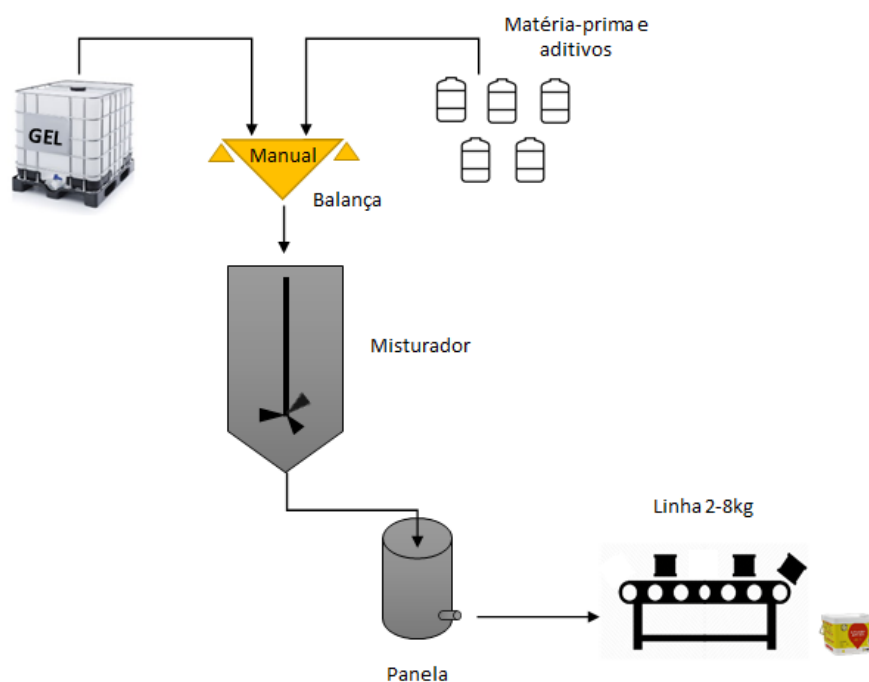 Matéria-prima e
aditivos
GEL
Manual
Balança
Misturador
Linha 2-8kg
Panela